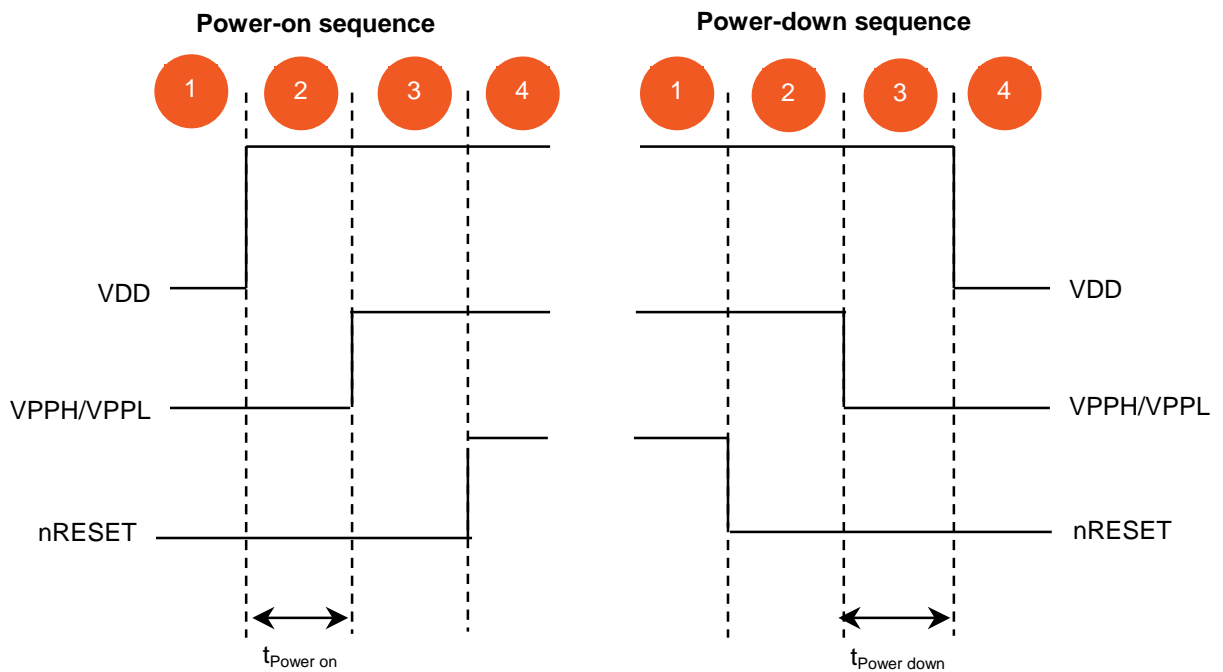 Power-on sequence
Power-down sequence
1 2 3 4
1 2 3 4
VDD
VDD
VPPH/VPPL
VPPH/VPPL
nRESET
nRESET
tPower on
tPower down